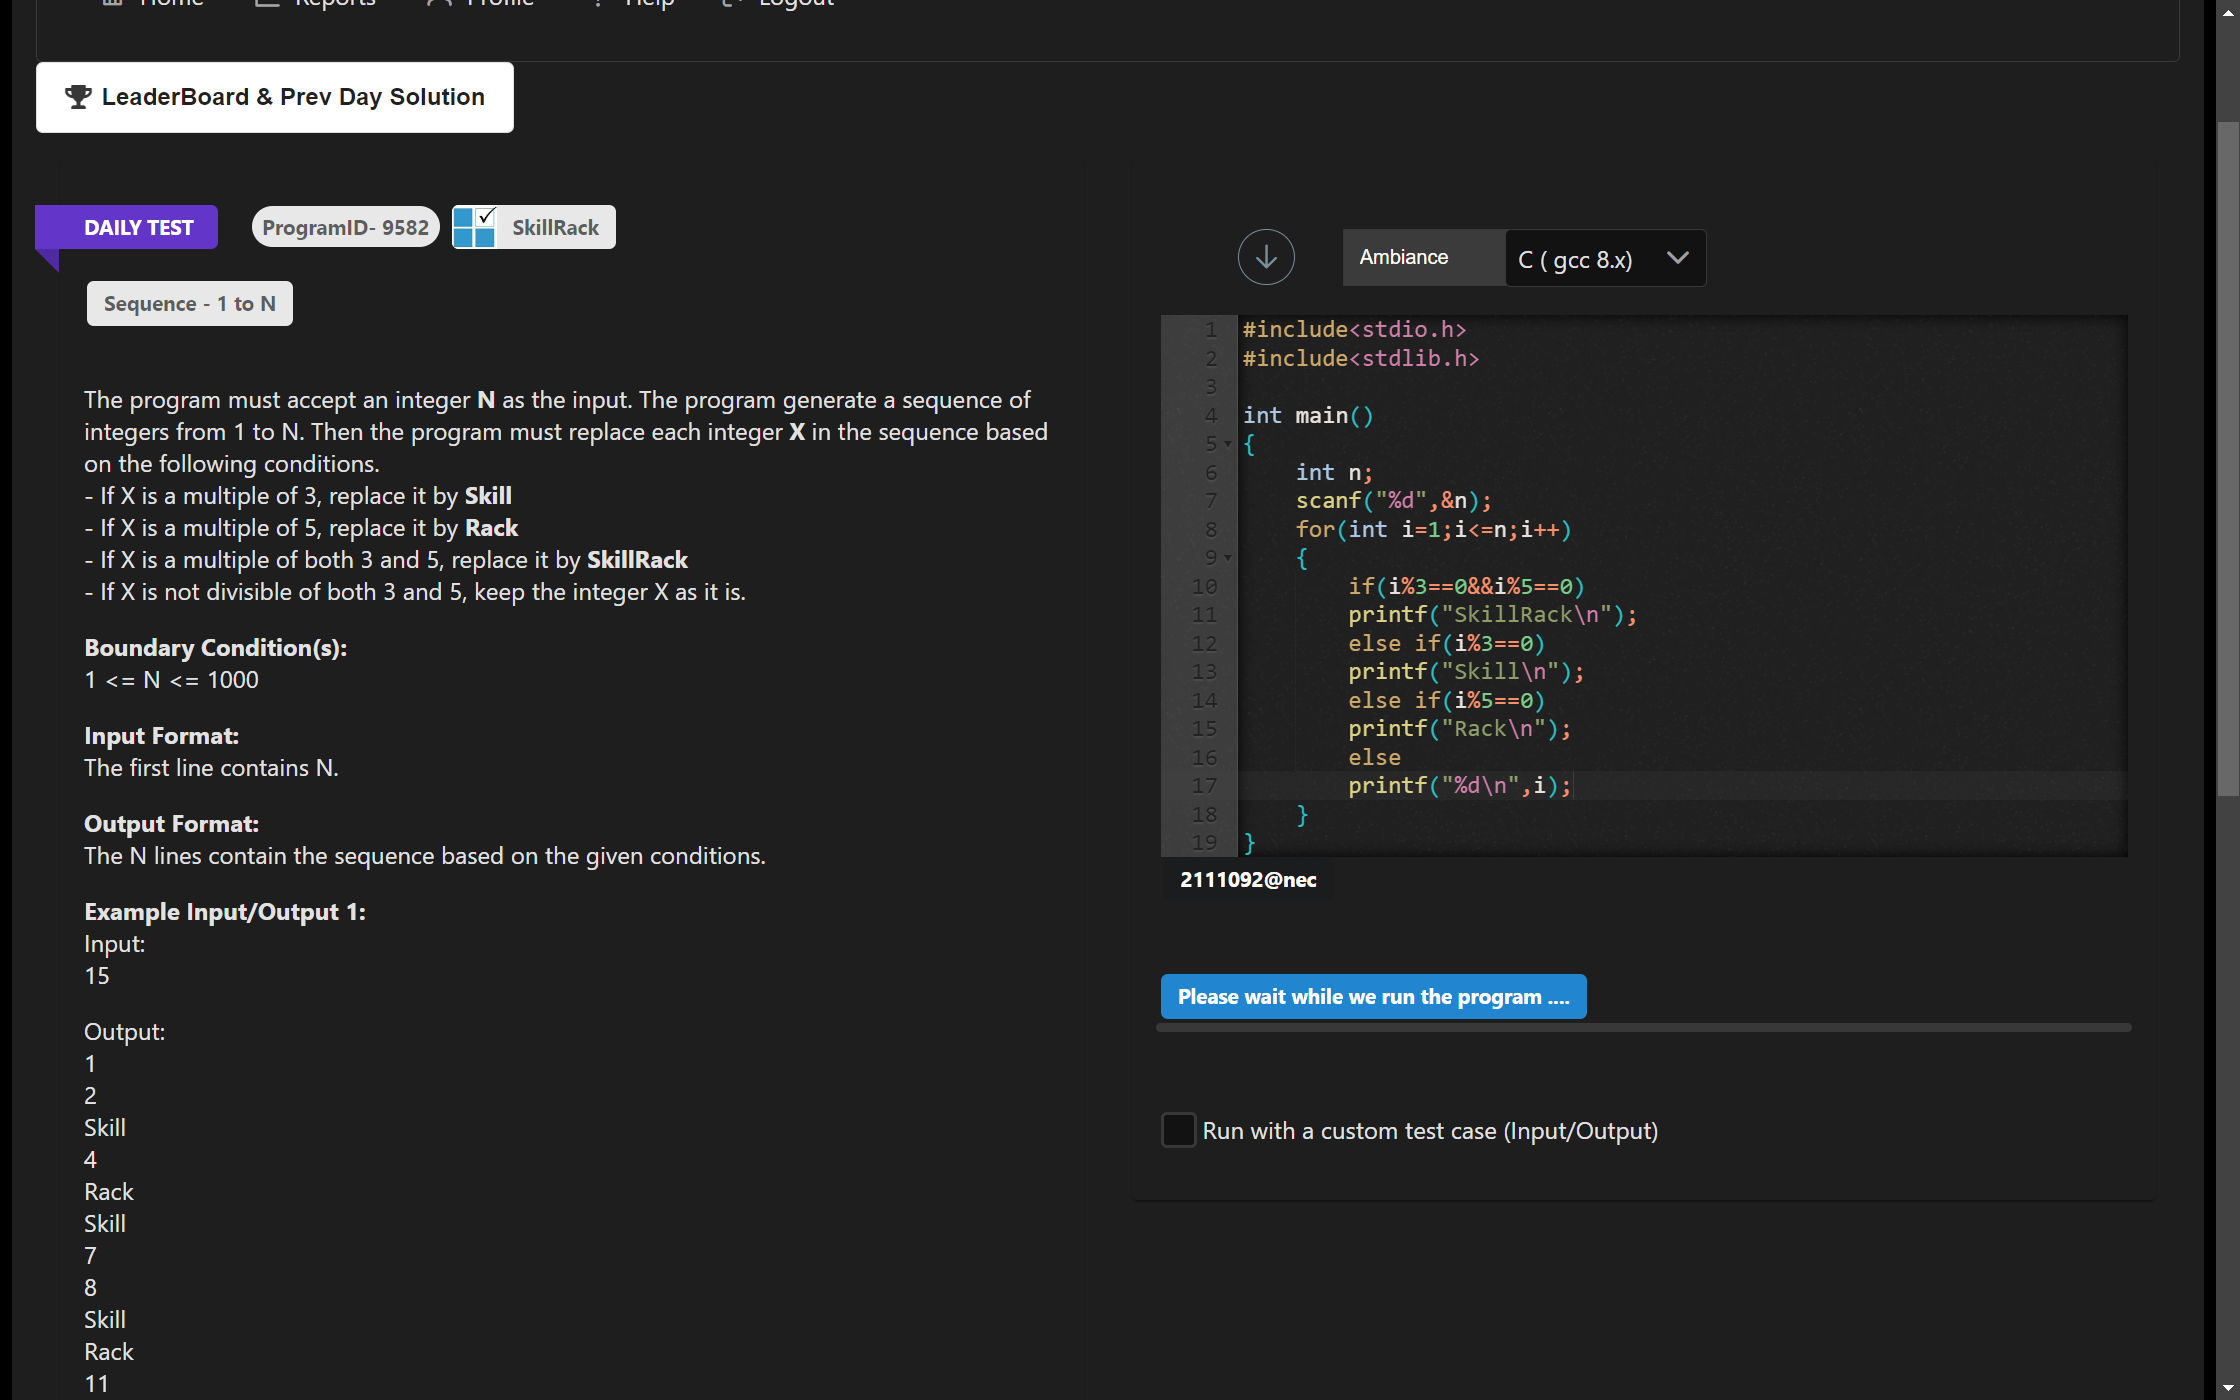 Home Reports Profile Help Logout
LeaderBoard & Prev Day Solution
DAILY TEST ProgramID- 9582 SkillRack
Sequence - 1 to N
The program must accept an integer N as the input. The program generate a sequence of
integers from 1 to N. Then the program must replace each integer X in the sequence based
on the following conditions.
- If X is a multiple of 3, replace it by Skill
- If X is a multiple of 5, replace it by Rack
- If X is a multiple of both 3 and 5, replace it by SkillRack
- If X is not divisible of both 3 and 5, keep the integer X as it is.
Boundary Condition(s):
1 <= N <= 1000
Input Format:
The first line contains N.
Output Format:
The N lines contain the sequence based on the given conditions.
Example Input/Output 1:
Input:
15
Output:
1
2
Skill
4
Rack
Skill
7
8
Skill
Rack
11
Ambiance C ( gcc 8.x)
1 #include<stdio.h>
2 #include<stdlib.h>
3
4 int main()
5 {
6 int n;
7 scanf("%d",&n);
8 for(int i=1;i<=n;i++)
9 {
10 if(i%3==0&&i%5==0)
11 printf("SkillRack\n");
12 else if(i%3==0)
13 printf("Skill\n");
14 else if(i%5==0)
15 printf("Rack\n");
16 else
17 printf("%d\n",i);
18 }
19 }
2111092@nec
Please wait while we run the program ....
Run with a custom test case (Input/Output)